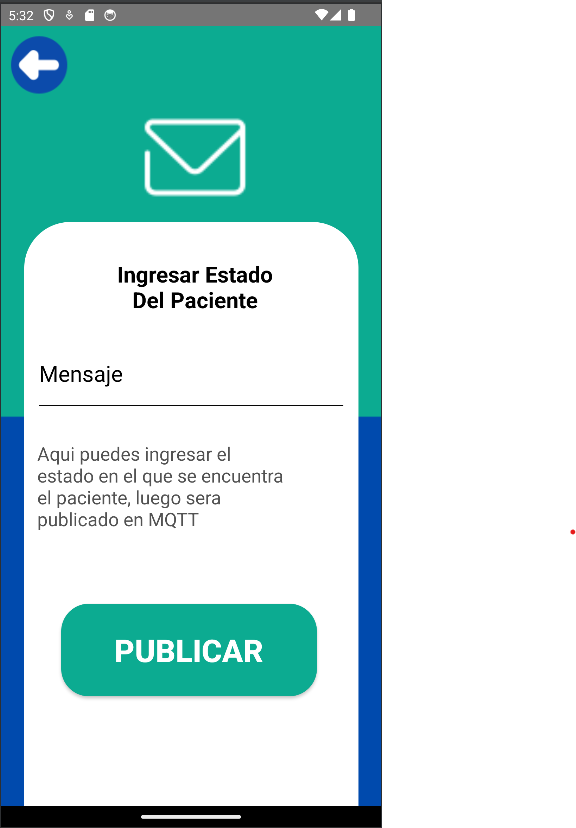 5:32
Ingresar Estado
Del Paciente
Mensaje
Aqui puedes ingresar el
estado en el que se encuentra
el paciente, luego sera
publicado en MQTT
PUBLICAR